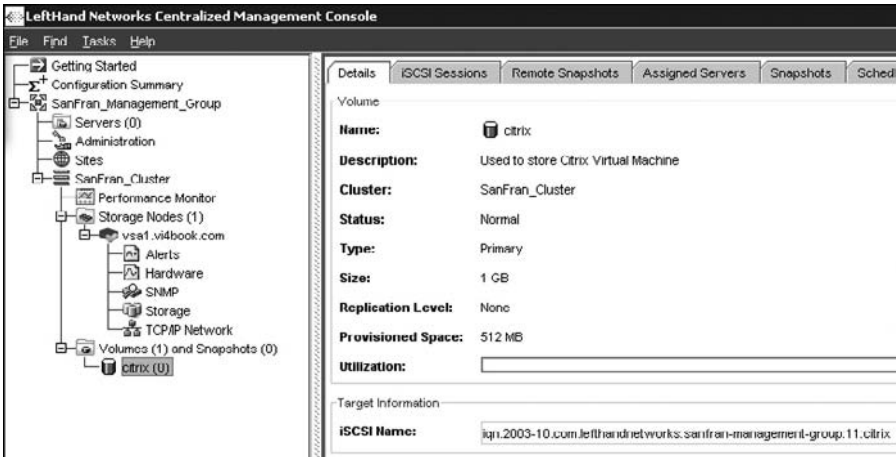 LeftHand Networks Centralized Management Console
File Find Tasks Help
Getting Started
Configuration Summary
SanFran_Management_Group
Servers (0)
Administration
Sites
SanFran_Cluster
Performance Monitor
Storage Nodes (1)
vsa1.vi4book.com
Alerts
Hardware
SNMP
Storage
TCP/IP Network
Volumes (1) and Snapshots (0)
citrix (0)
Details iSCSI Sessions Remote Snapshots Assigned Servers Snapshots Sched
Volume
Name: citrix
Description: Used to store Citrix Virtual Machine
Cluster: SanFran_Cluster
Status: Normal
Type: Primary
Size: 1 GB
Replication Level: None
Provisioned Space: 512 MB
Utilization:
Target Information
iSCSI Name: iqn.2003-10.com.lefthandnetworks:sanfran-management-group:11:citrix